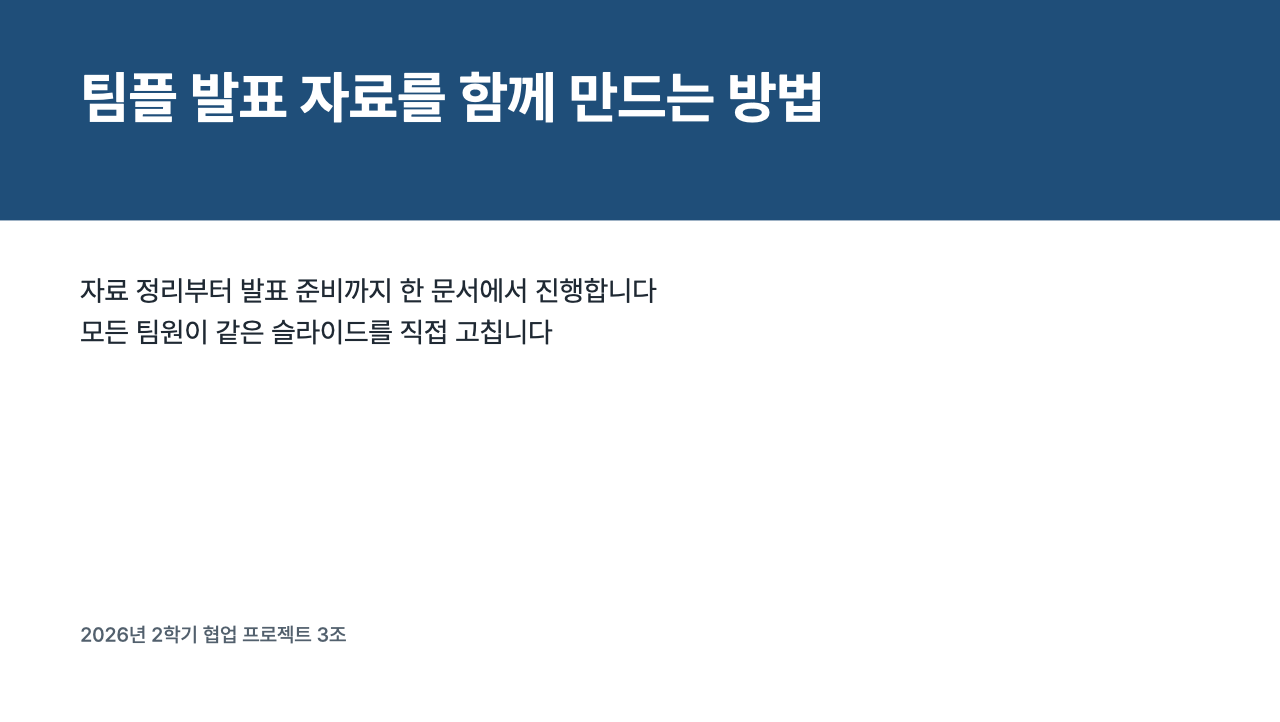 팀플 발표 자료를 함께 만드는 방법
자료 정리부터 발표 준비까지 한 문서에서 진행합니다
모든 팀원이 같은 슬라이드를 직접 고칩니다
2026년 2학기 협업 프로젝트 3조